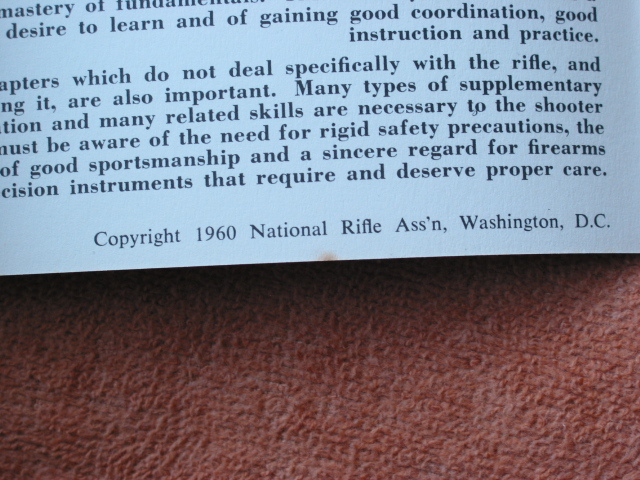 mastery of fundamentals.
desire to learn and of gaining good coordination, good
instruction and practice.
apters which do not deal specifically with the rifle, and
ng it, are also important. Many types of supplementary
tion and many related skills are necessary to the shooter
must be aware of the need for rigid safety precautions, the
of good sportsmanship and a sincere regard for firearms
cision instruments that require and deserve proper care.
Copyright 1960 National Rifle Ass'n, Washington, D.C.